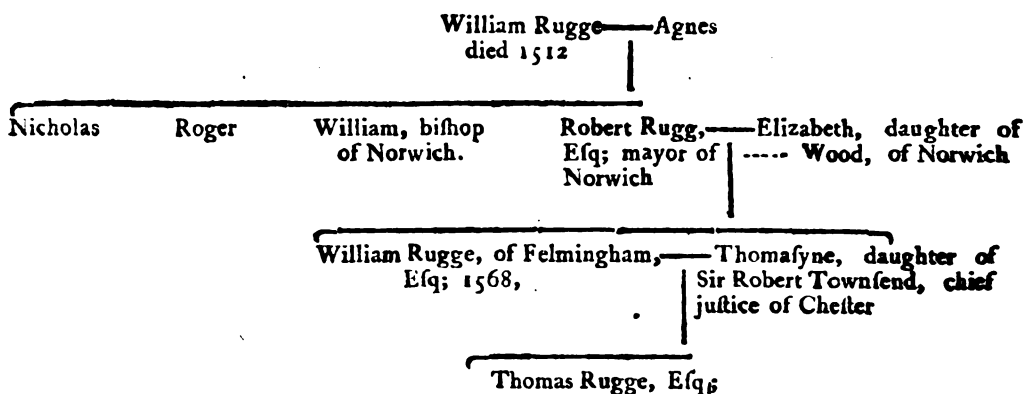 William Rugge Agnes
died 1512
Nicholas Roger William, biſhop Robert Rugg, Elizabeth, daughter of
of Norwich. Eſq; mayor of ----- Wood, of Norwich
Norwich
William Rugge, of Felmingham, Thomaſyne, daughter of
Eſq; 1568, Sir Robert Townſend, chief
juſtice of Cheſter
Thomas Rugge, Eſq;